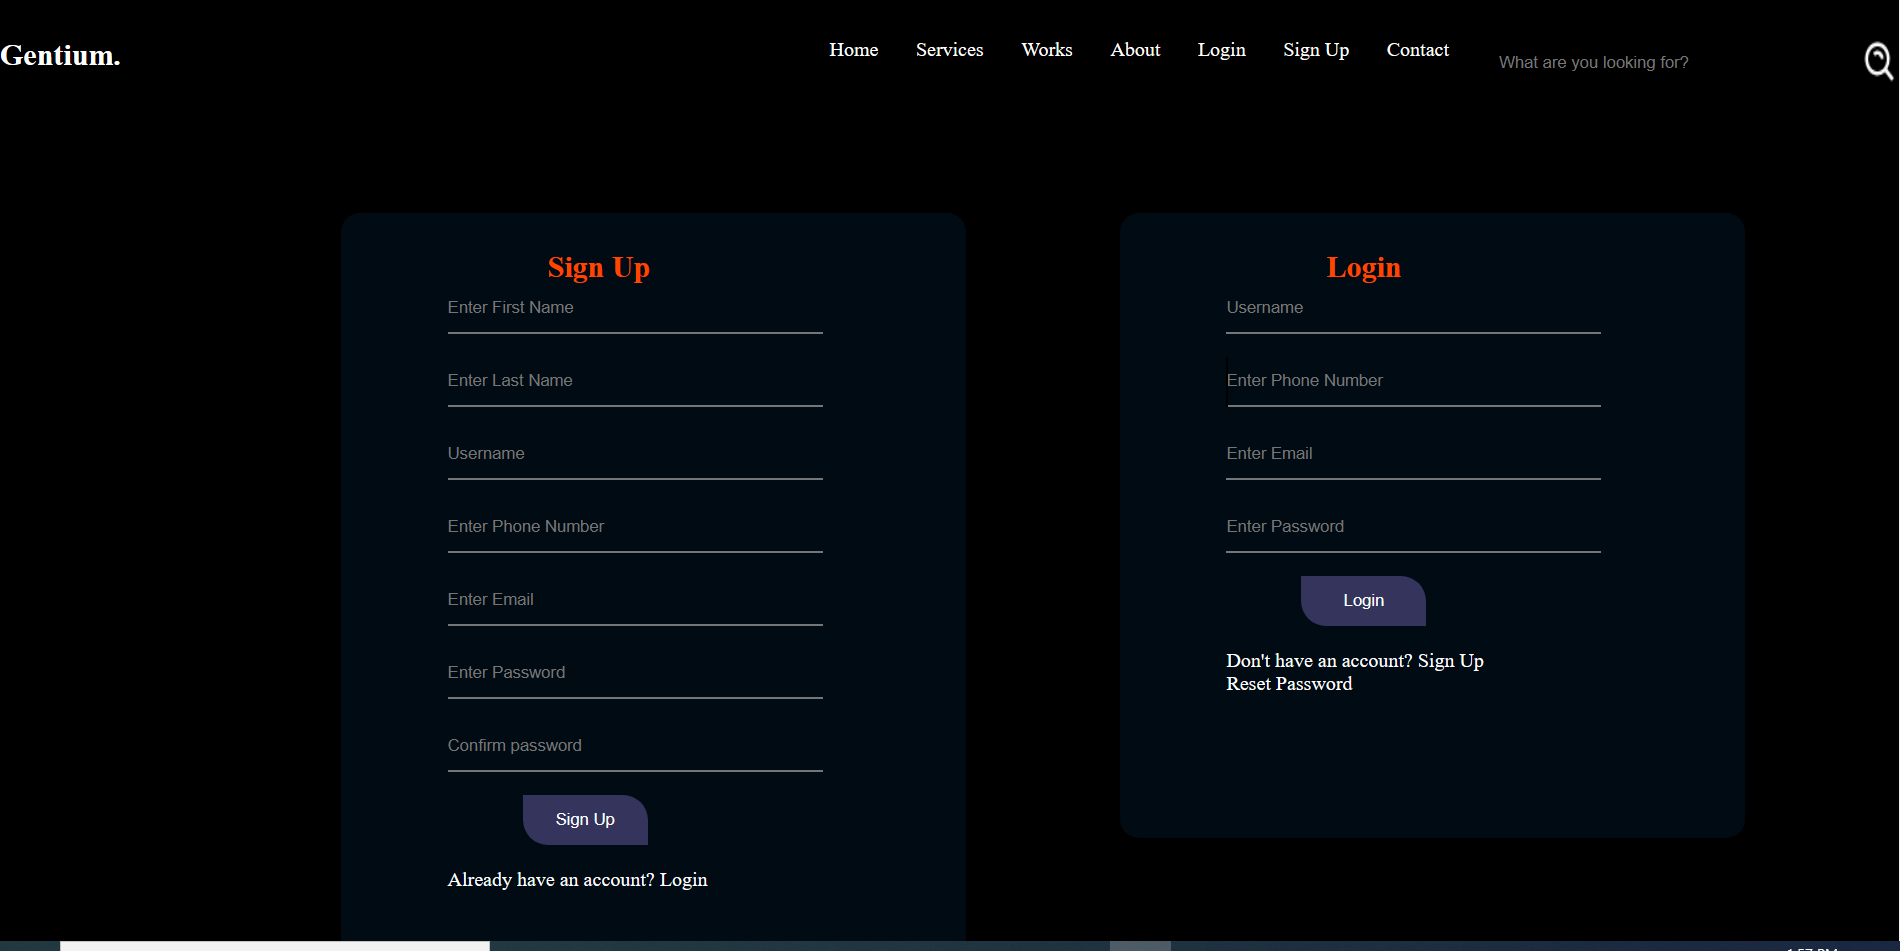 Gentium.
Home Services Works About Login Sign Up Contact What are you looking for?
Sign Up
Enter First Name
Enter Last Name
Username
Enter Phone Number
Enter Email
Enter Password
Confirm password
Sign Up
Already have an account? Login
Login
Username
Enter Phone Number
Enter Email
Enter Password
Login
Don't have an account? Sign Up
Reset Password